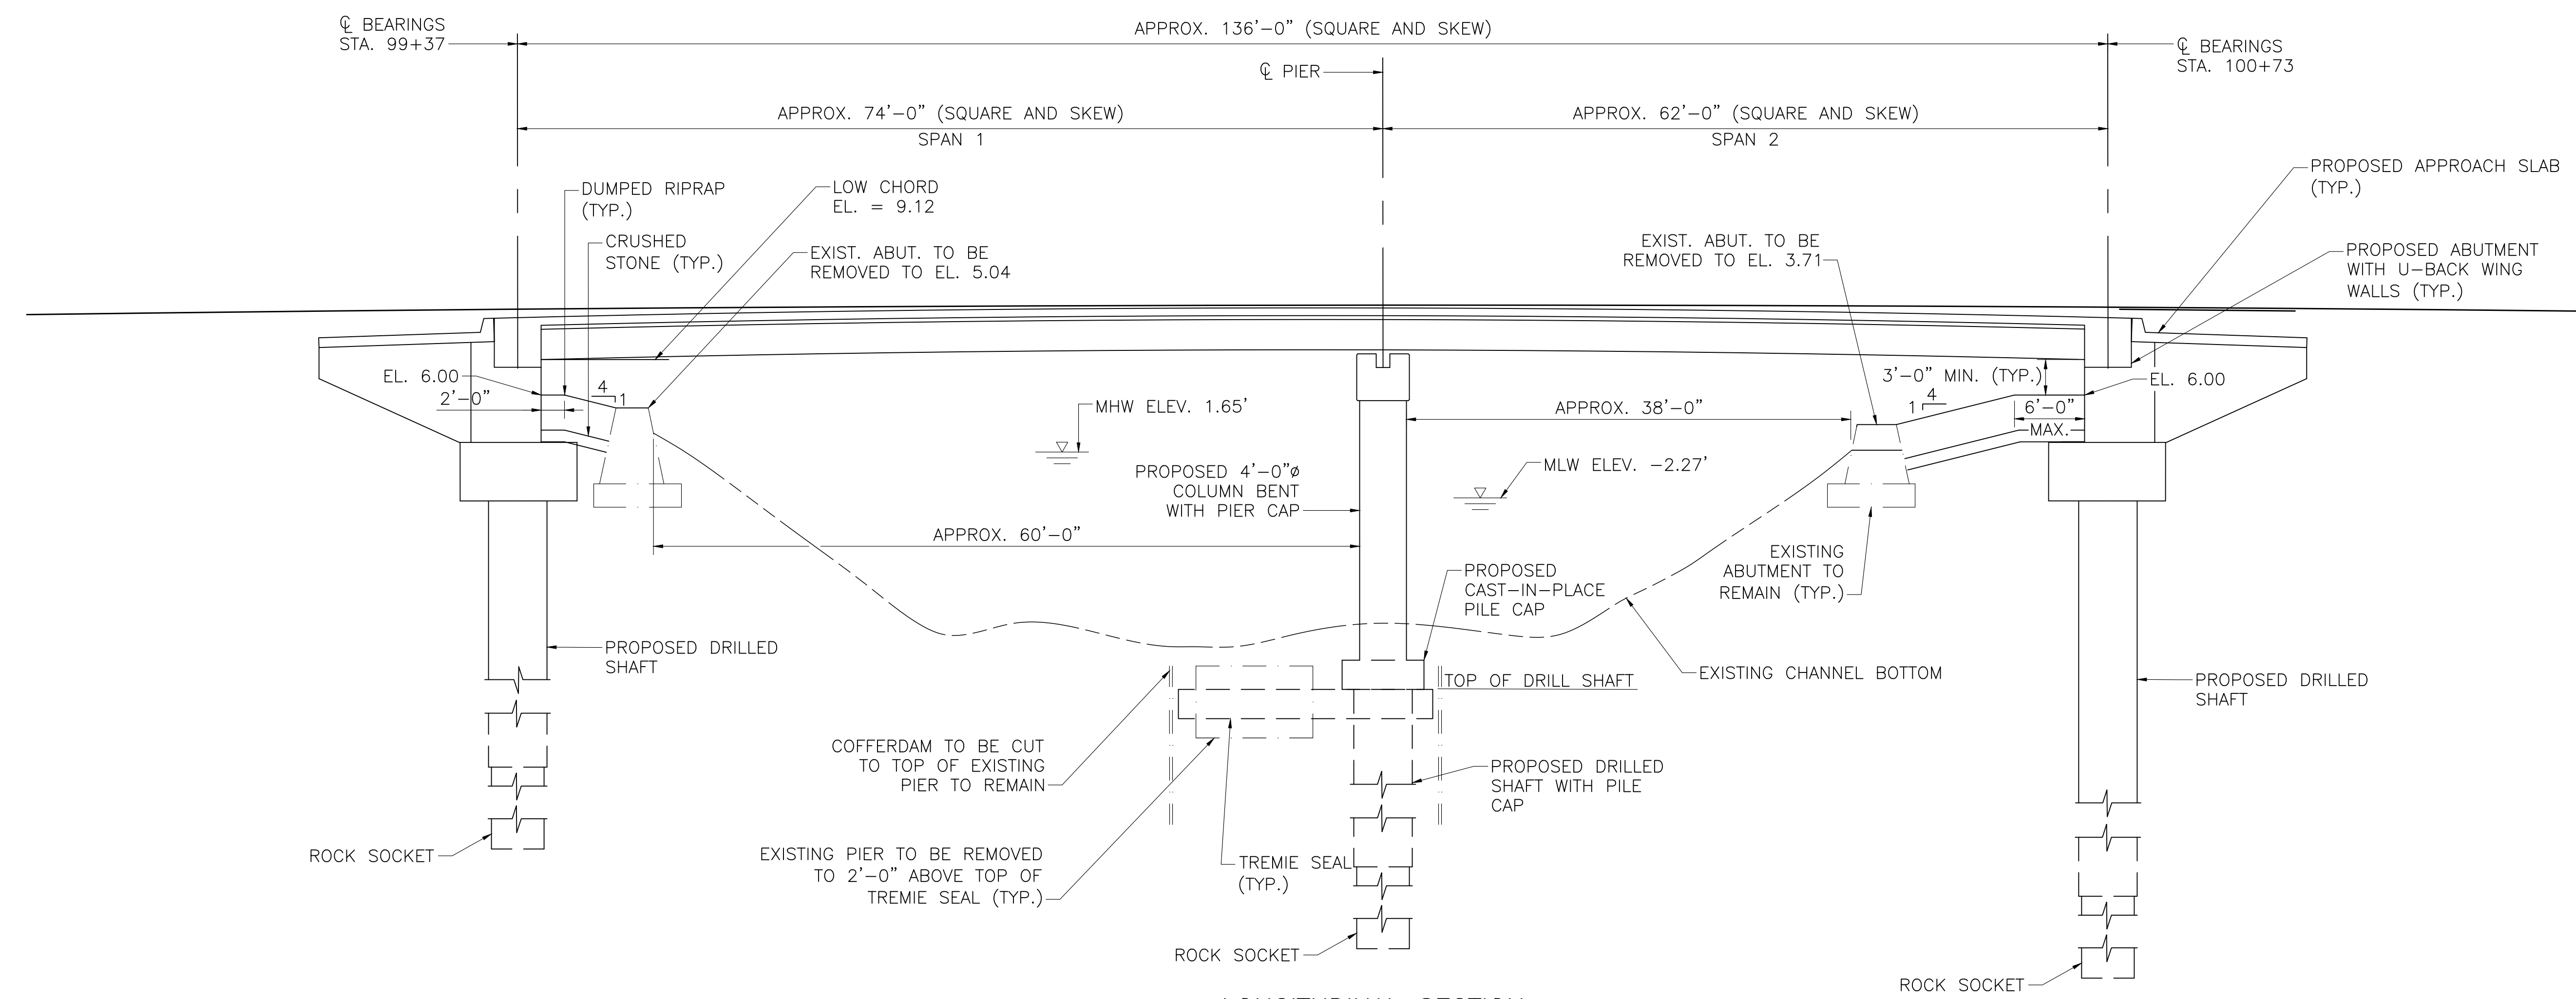 ℄ BEARINGS
STA. 99+37
APPROX. 136'-0" (SQUARE AND SKEW)
℄ BEARINGS
STA. 100+73
℄ PIER
APPROX. 74'-0" (SQUARE AND SKEW)
SPAN 1
APPROX. 62'-0" (SQUARE AND SKEW)
SPAN 2
DUMPED RIPRAP
(TYP.)
LOW CHORD
EL. = 9.12
CRUSHED
STONE (TYP.)
EXIST. ABUT. TO BE
REMOVED TO EL. 5.04
EXIST. ABUT. TO BE
REMOVED TO EL. 3.71
PROPOSED APPROACH SLAB
(TYP.)
PROPOSED ABUTMENT
WITH U-BACK WING
WALLS (TYP.)
EL. 6.00
2'-0"
4
1
MHW ELEV. 1.65'
APPROX. 38'-0"
3'-0" MIN. (TYP.)
4
1
6'-0"
MAX.
EL. 6.00
PROPOSED 4'-0"ø
COLUMN BENT
WITH PIER CAP
MLW ELEV. -2.27'
APPROX. 60'-0"
PROPOSED
CAST-IN-PLACE
PILE CAP
EXISTING
ABUTMENT TO
REMAIN (TYP.)
PROPOSED DRILLED
SHAFT
TOP OF DRILL SHAFT
EXISTING CHANNEL BOTTOM
PROPOSED DRILLED
SHAFT
COFFERDAM TO BE CUT
TO TOP OF EXISTING
PIER TO REMAIN
PROPOSED DRILLED
SHAFT WITH PILE
CAP
ROCK SOCKET
EXISTING PIER TO BE REMOVED
TO 2'-0" ABOVE TOP OF
TREMIE SEAL (TYP.)
TREMIE SEAL
(TYP.)
ROCK SOCKET
ROCK SOCKET
LONGITUDINAL SECTION